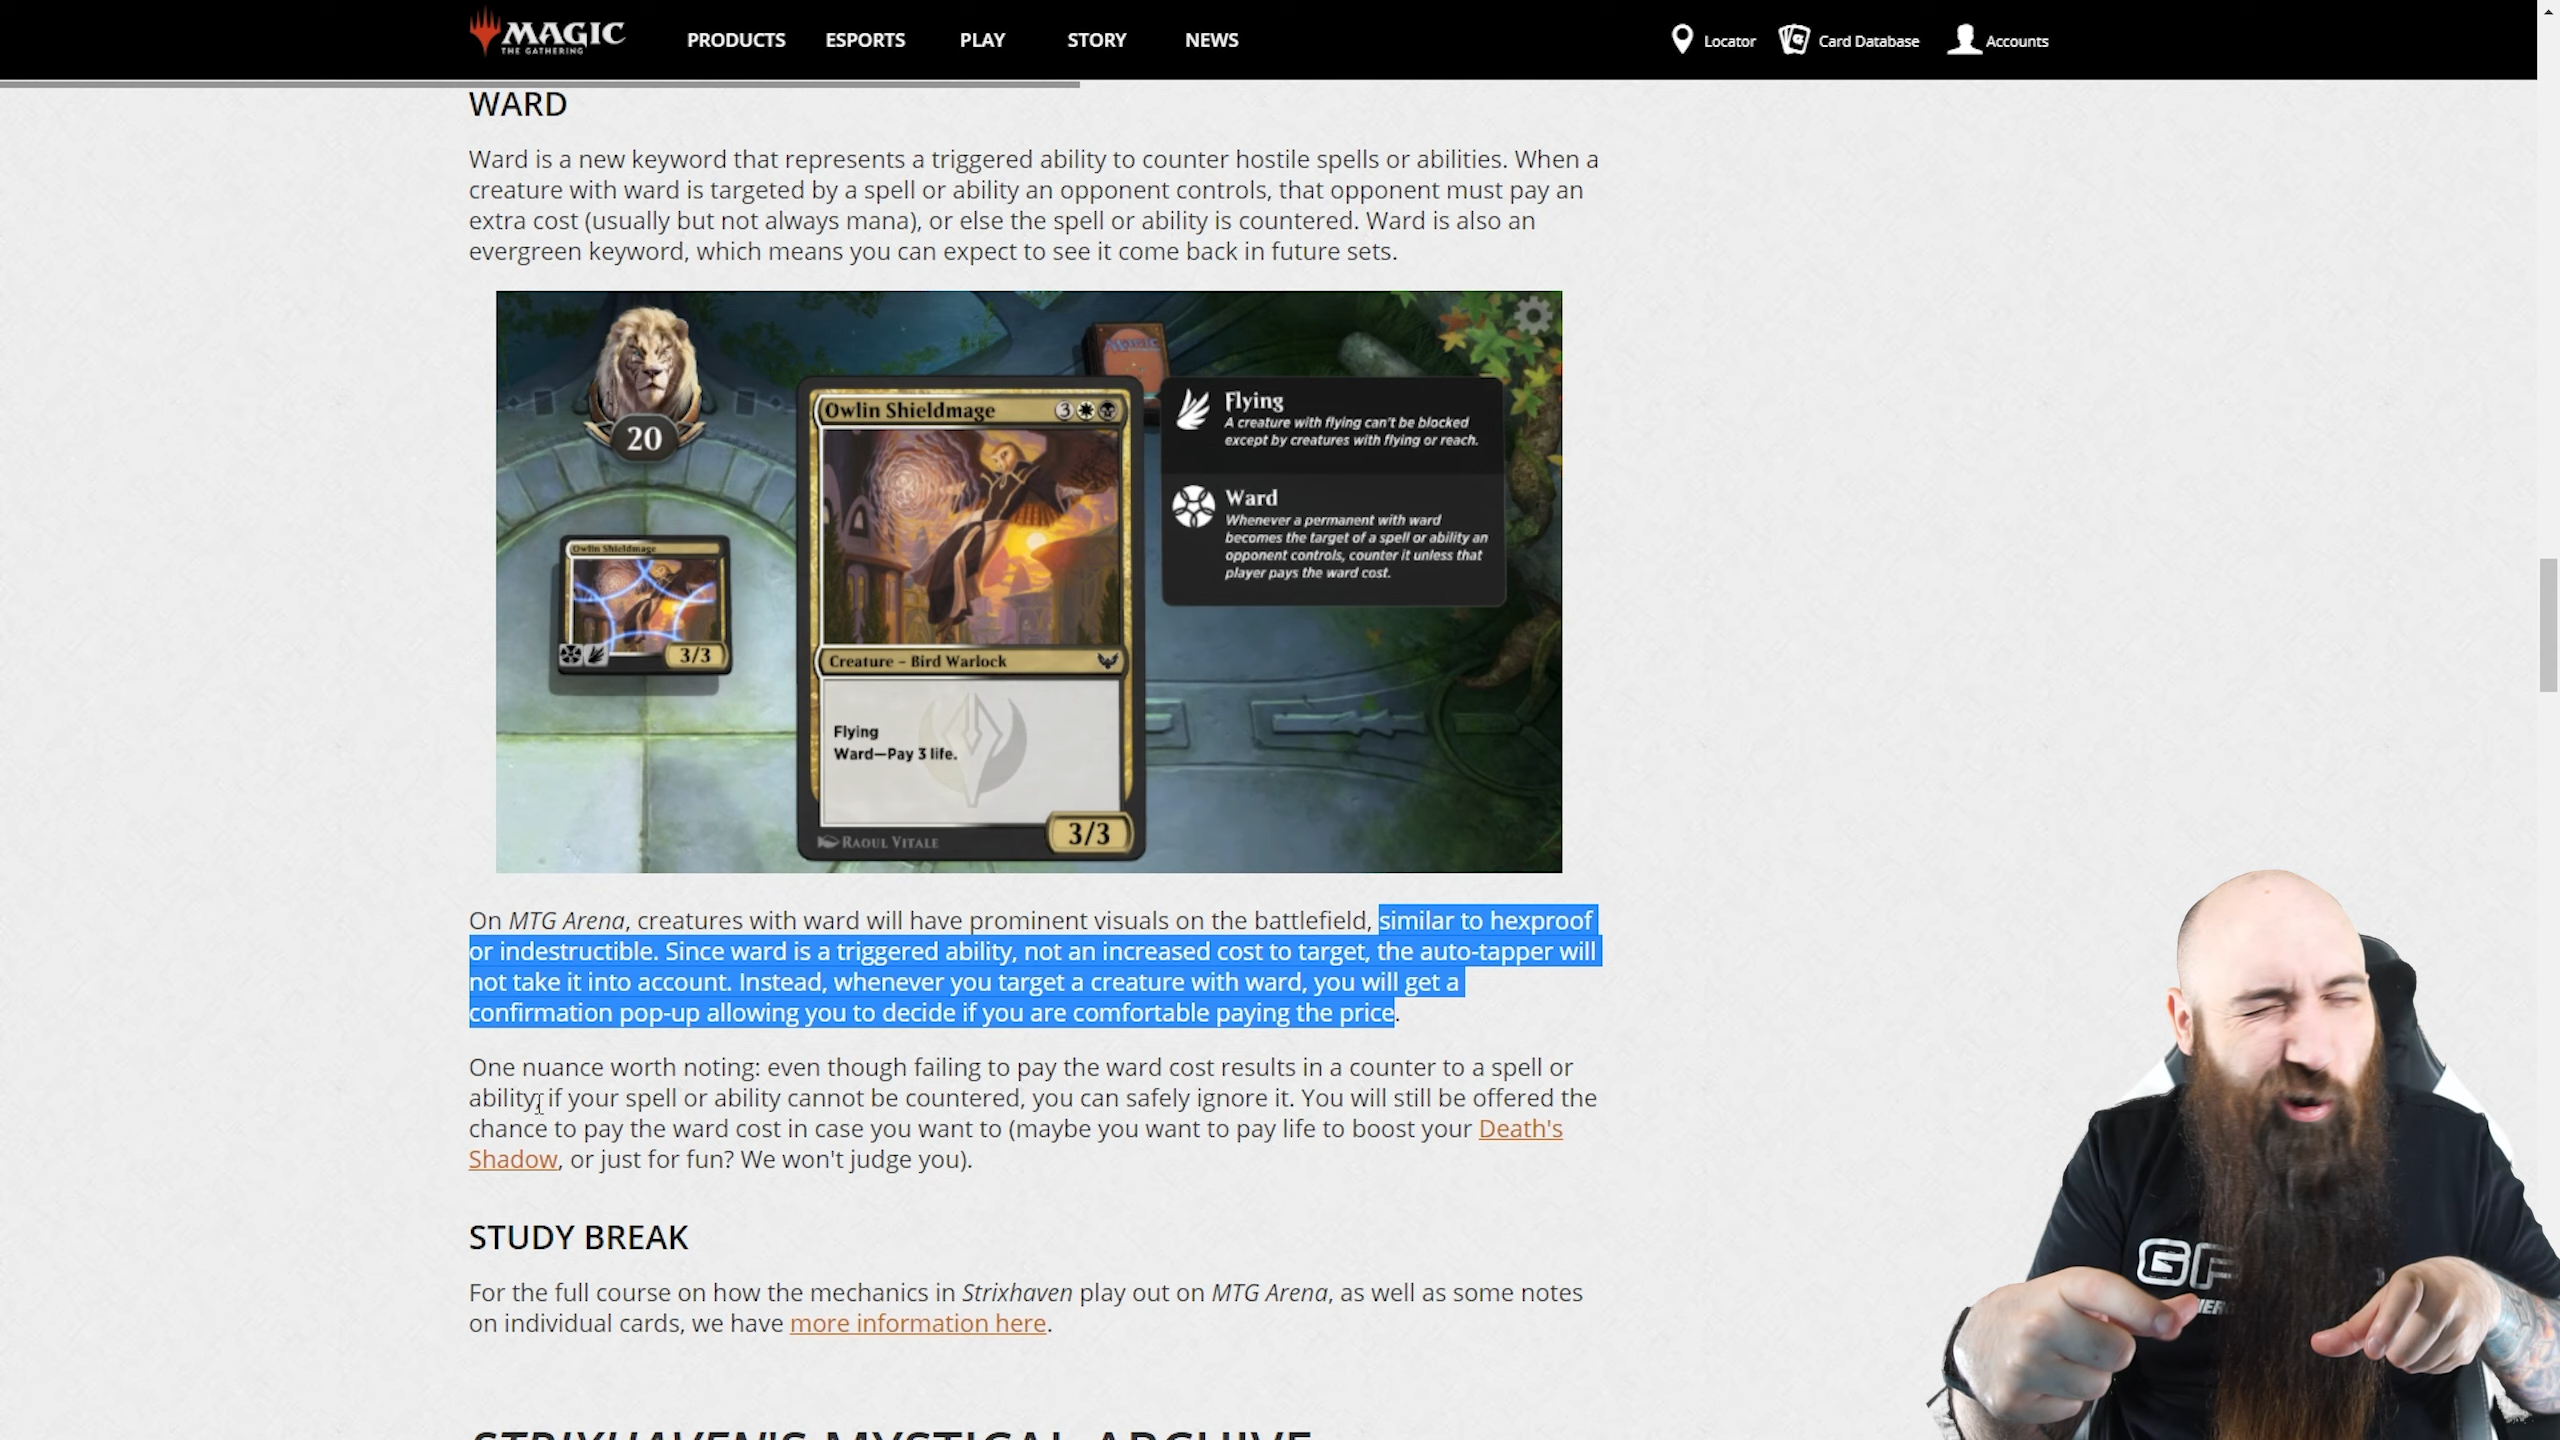 MAGIC
THE GATHERING
PRODUCTS
ESPORTS
PLAY
STORY
NEWS
Locator
Card Database
Accounts
WARD
Ward is a new keyword that represents a triggered ability to counter hostile spells or abilities. When a
creature with ward is targeted by a spell or ability an opponent controls, that opponent must pay an
extra cost (usually but not always mana), or else the spell or ability is countered. Ward is also an
evergreen keyword, which means you can expect to see it come back in future sets.
20
MAGIC
Owlin Shieldmage
3/3
Owlin Shieldmage 3
Creature – Bird Warlock
Flying
Ward—Pay 3 life.
RAOUL VITALE
3/3
Flying
A creature with flying can't be blocked
except by creatures with flying or reach.
Ward
Whenever a permanent with ward
becomes the target of a spell or ability an
opponent controls, counter it unless that
player pays the ward cost.
On MTG Arena, creatures with ward will have prominent visuals on the battlefield, similar to hexproof
or indestructible. Since ward is a triggered ability, not an increased cost to target, the auto-tapper will
not take it into account. Instead, whenever you target a creature with ward, you will get a
confirmation pop-up allowing you to decide if you are comfortable paying the price.
One nuance worth noting: even though failing to pay the ward cost results in a counter to a spell or
ability, if your spell or ability cannot be countered, you can safely ignore it. You will still be offered the
chance to pay the ward cost in case you want to (maybe you want to pay life to boost your Death's
Shadow, or just for fun? We won't judge you).
STUDY BREAK
For the full course on how the mechanics in Strixhaven play out on MTG Arena, as well as some notes
on individual cards, we have more information here.
STRIXHAVEN'S MYSTICAL ARCHIVE